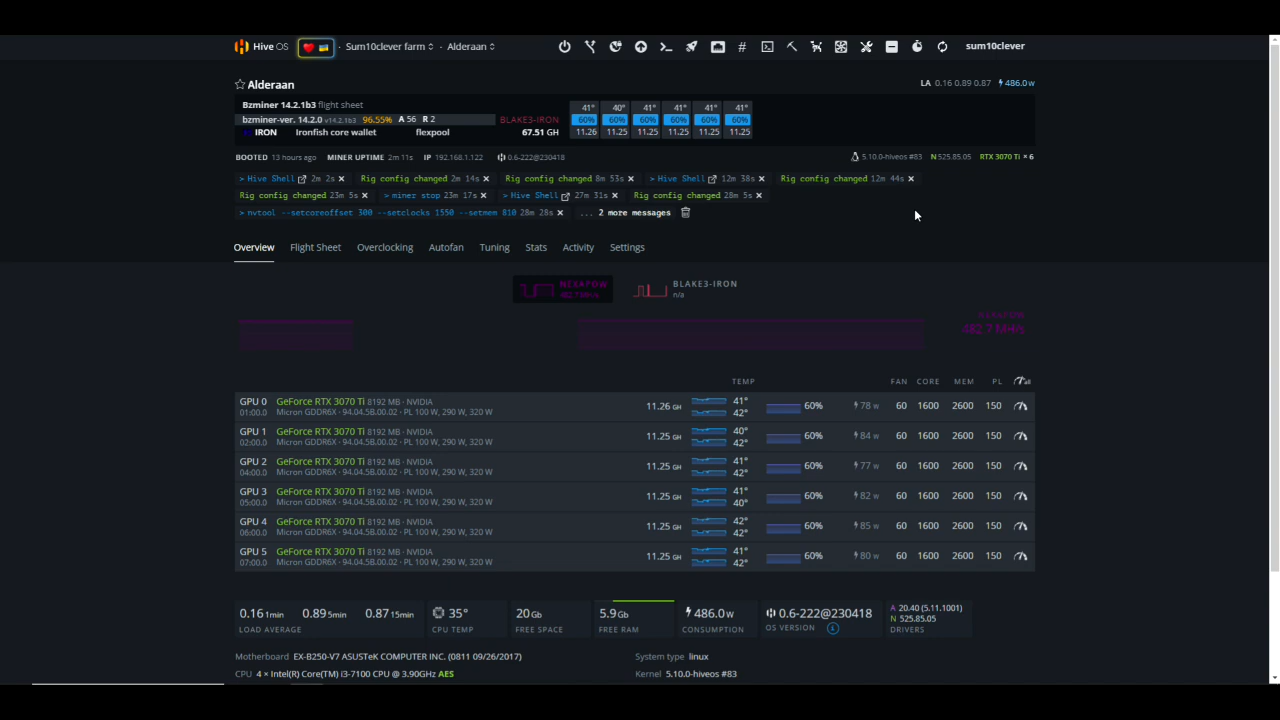 Hive OS Sum10clever farm Alderaan # sum10clever
Alderaan LA 0.16 0.89 0.87 486.0 w
Bzminer 14.2.1b3 flight sheet
bzminer-ver. 14.2.0 v14.2.1b3 96.55% A 56 R 2 BLAKE3-IRON
IRON Ironfish core wallet flexpool 67.51 GH
41° 40° 41° 41° 41° 41°
60% 60% 60% 60% 60% 60%
11.26 11.25 11.25 11.25 11.25 11.25
BOOTED 13 hours ago MINER UPTIME 2m 11s IP 192.168.1.122 0.6-222@230418 5.10.0-hiveos #83 N 525.85.05 RTX 3070 Ti × 6
> Hive Shell 2m 2s × Rig config changed 2m 14s × Rig config changed 8m 53s × > Hive Shell 12m 38s × Rig config changed 12m 44s ×
Rig config changed 23m 5s × > miner stop 23m 17s × > Hive Shell 27m 31s × Rig config changed 28m 5s ×
> nvtool --setcoreoffset 300 --setclocks 1550 --setmem 810 28m 28s × ... 2 more messages
Overview Flight Sheet Overclocking Autofan Tuning Stats Activity Settings
NEXAPOW BLAKE3-IRON
482.7 MH/s n/a
NEXAPOW
482.7 MH/s
TEMP FAN CORE MEM PL
GPU 0 GeForce RTX 3070 Ti 8192 MB · NVIDIA 11.26 GH 41° 60% 78 w 60 1600 2600 150
01:00.0 Micron GDDR6X · 94.04.5B.00.02 · PL 100 W, 290 W, 320 W 42°
GPU 1 GeForce RTX 3070 Ti 8192 MB · NVIDIA 11.25 GH 40° 60% 84 w 60 1600 2600 150
02:00.0 Micron GDDR6X · 94.04.5B.00.02 · PL 100 W, 290 W, 320 W 42°
GPU 2 GeForce RTX 3070 Ti 8192 MB · NVIDIA 11.25 GH 41° 60% 77 w 60 1600 2600 150
04:00.0 Micron GDDR6X · 94.04.5B.00.02 · PL 100 W, 290 W, 320 W 42°
GPU 3 GeForce RTX 3070 Ti 8192 MB · NVIDIA 11.25 GH 41° 60% 82 w 60 1600 2600 150
05:00.0 Micron GDDR6X · 94.04.5B.00.02 · PL 100 W, 290 W, 320 W 40°
GPU 4 GeForce RTX 3070 Ti 8192 MB · NVIDIA 11.25 GH 42° 60% 85 w 60 1600 2600 150
06:00.0 Micron GDDR6X · 94.04.5B.00.02 · PL 100 W, 290 W, 320 W 42°
GPU 5 GeForce RTX 3070 Ti 8192 MB · NVIDIA 11.25 GH 41° 60% 80 w 60 1600 2600 150
07:00.0 Micron GDDR6X · 94.04.5B.00.02 · PL 100 W, 290 W, 320 W 42°
0.16 1min 0.89 5min 0.87 15min 35° 20 Gb 5.9 Gb 486.0 w 0.6-222@230418 A 20.40 (5.11.1001)
N 525.85.05
LOAD AVERAGE CPU TEMP FREE SPACE FREE RAM CONSUMPTION OS VERSION DRIVERS
Motherboard EX-B250-V7 ASUSTeK COMPUTER INC. (0811 09/26/2017) System type linux
CPU 4 × Intel(R) Core(TM) i3-7100 CPU @ 3.90GHz AES Kernel 5.10.0-hiveos #83